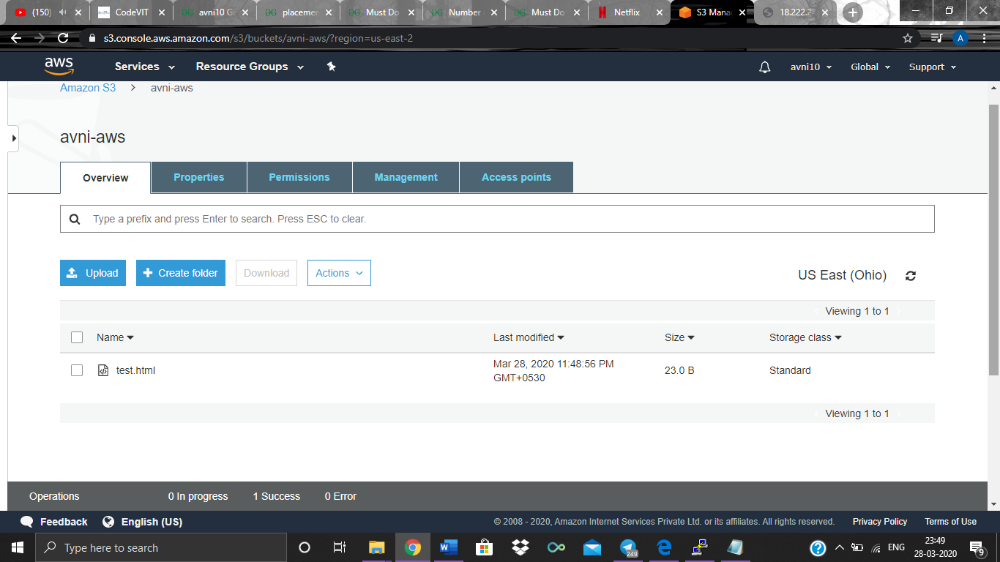 (150)
CodeVIT
avni10 G
placemen
Must Do
Number
Must Do
Netflix
S3 Mana
18.222.2
s3.console.aws.amazon.com/s3/buckets/avni-aws/?region=us-east-2
A
aws
Services
Resource Groups
avni10
Global
Support
Amazon S3
avni-aws
avni-aws
Overview
Properties
Permissions
Management
Access points
Type a prefix and press Enter to search. Press ESC to clear.
Upload
Create folder
Download
Actions
US East (Ohio)
Viewing 1 to 1
Name
Last modified
Size
Storage class
test.html
Mar 28, 2020 11:48:56 PM
GMT+0530
23.0 B
Standard
Viewing 1 to 1
Operations
0 In progress
1 Success
0 Error
Feedback
English (US)
© 2008 - 2020, Amazon Internet Services Private Ltd. or its affiliates. All rights reserved.
Privacy Policy
Terms of Use
Type here to search
249
ENG
23:49
28-03-2020
9